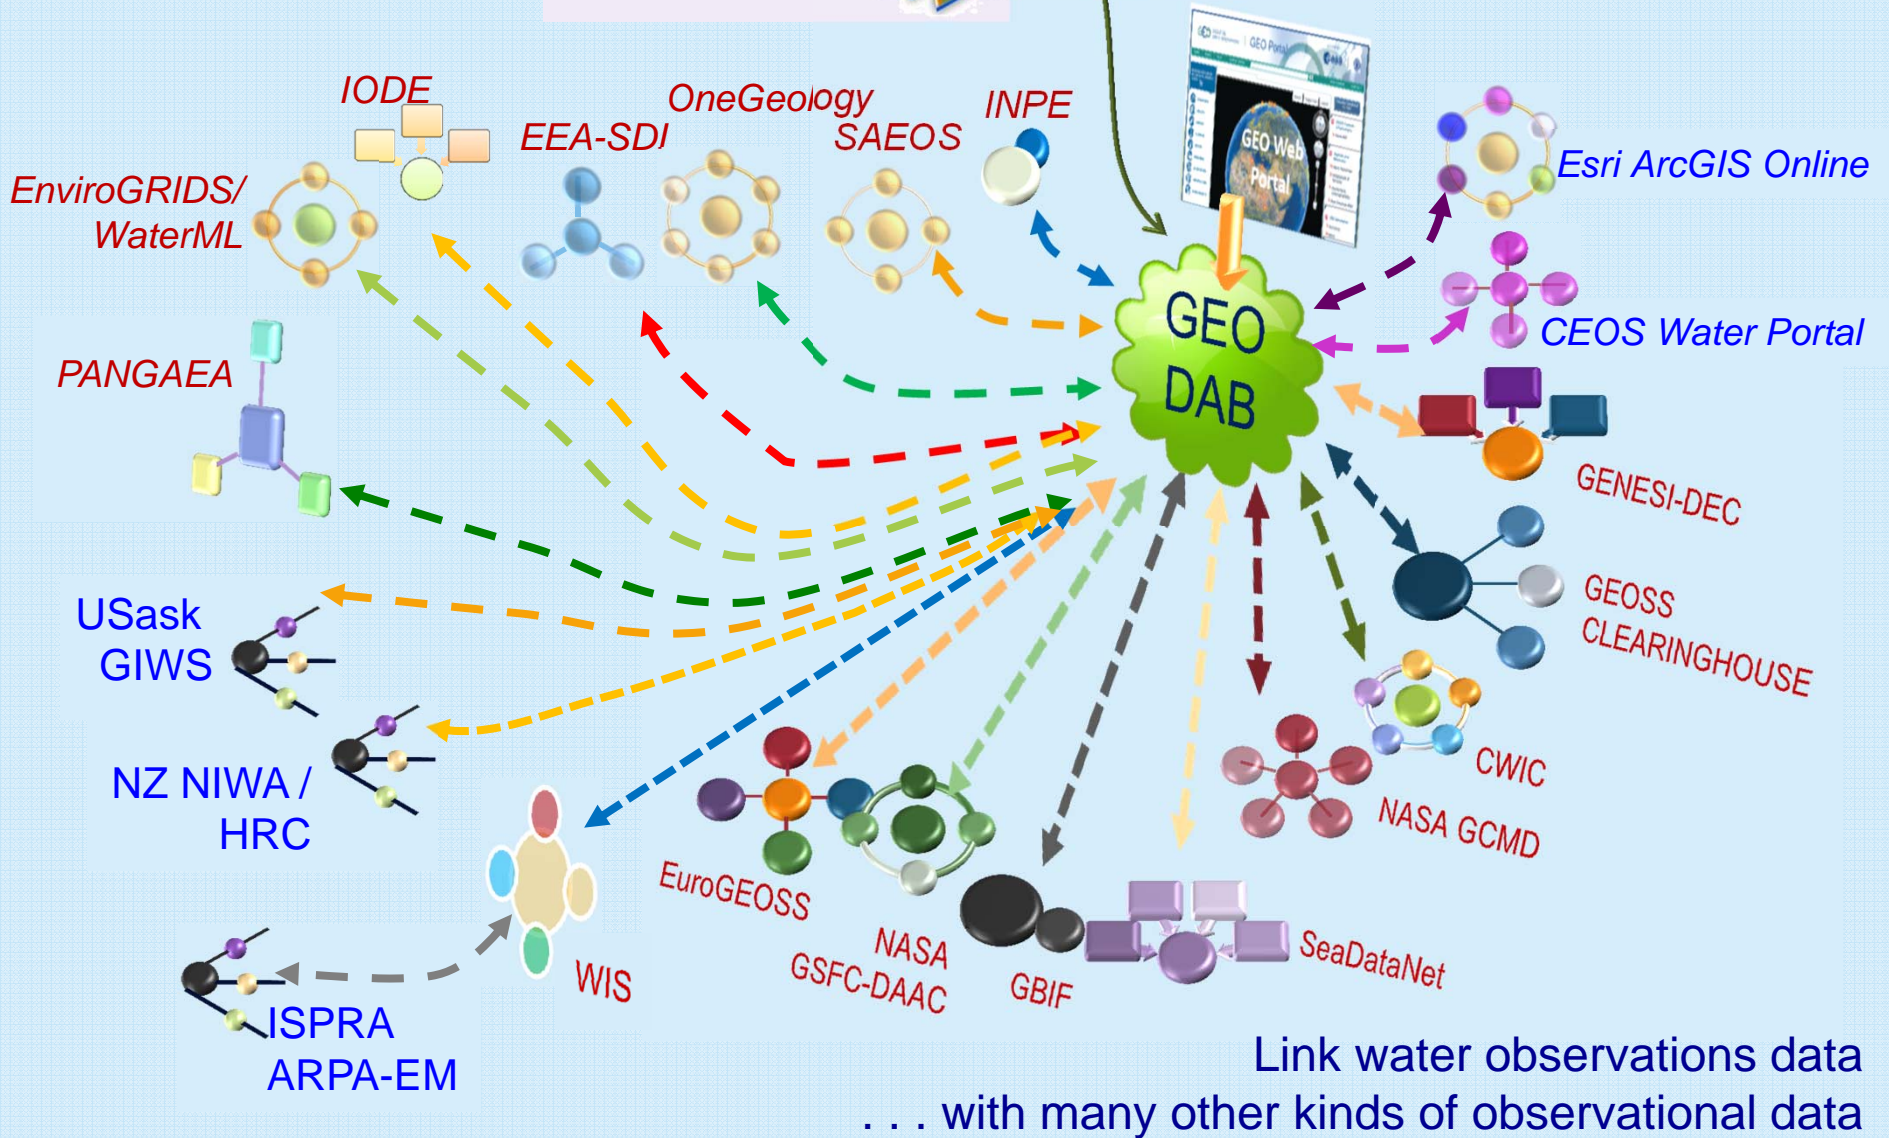 GEO Portal
IODE
OneGeology
INPE
EEA-SDI
SAEOS
GEO Web
Portal
Esri ArcGIS Online
EnviroGRIDS/
WaterML
GEO
DAB
CEOS Water Portal
PANGAEA
GENESI-DEC
USask
GIWS
GEOSS
CLEARINGHOUSE
NZ NIWA /
HRC
CWIC
NASA GCMD
EuroGEOSS
NASA
GSFC-DAAC
GBIF
SeaDataNet
WIS
ISPRA
ARPA-EM
Link water observations data
. . . with many other kinds of observational data